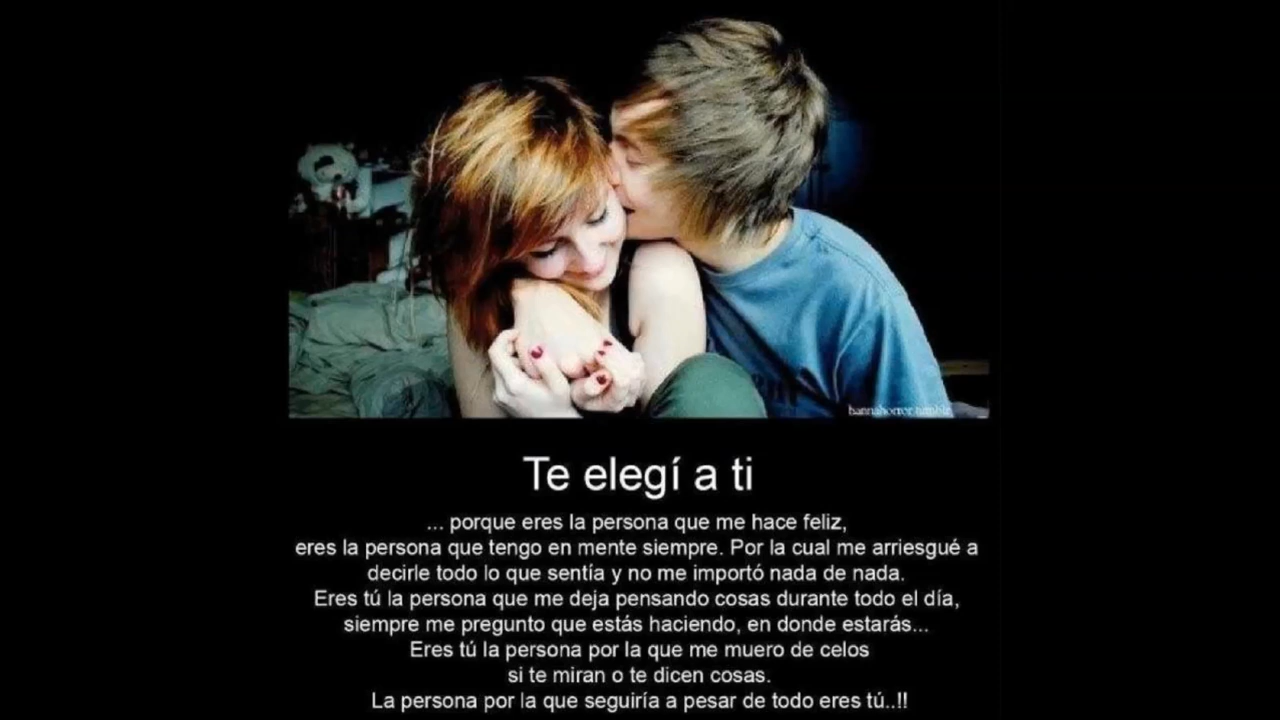 hannahorror.tumblr
Te elegí a ti
... porque eres la persona que me hace feliz,
eres la persona que tengo en mente siempre. Por la cual me arriesgué a
decirle todo lo que sentía y no me importó nada de nada.
Eres tú la persona que me deja pensando cosas durante todo el día,
siempre me pregunto que estás haciendo, en donde estarás...
Eres tú la persona por la que me muero de celos
si te miran o te dicen cosas.
La persona por la que seguiría a pesar de todo eres tú..!!